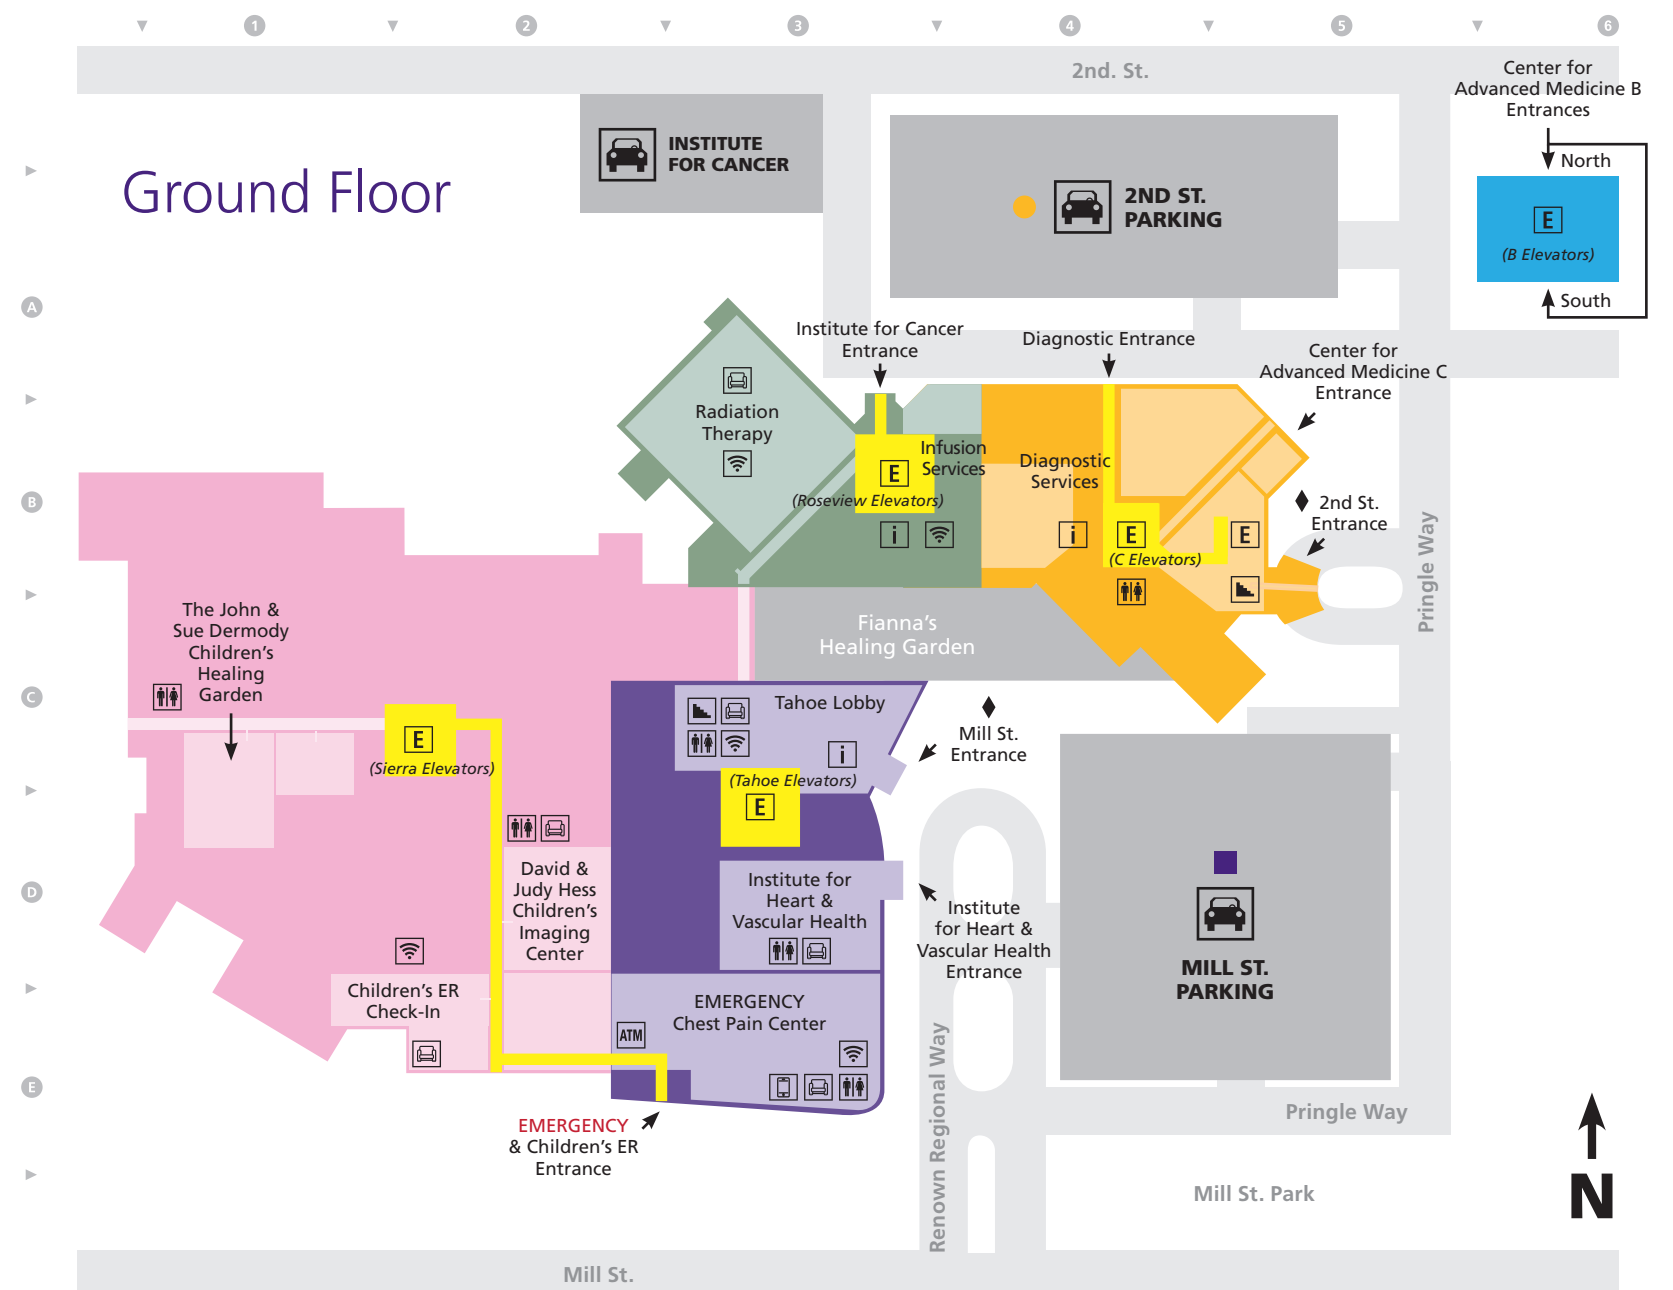 1
2
3
4
5
6
2nd. St.
Center for
Advanced Medicine B
Entrances
North
E
(B Elevators)
South
INSTITUTE
FOR CANCER
Ground Floor
2ND ST.
PARKING
A
Institute for Cancer
Entrance
Diagnostic Entrance
Center for
Advanced Medicine C
Entrance
Radiation
Therapy
Infusion
Services
E
(Roseview Elevators)
i
Diagnostic
Services
i
E
(C Elevators)
E
B
2nd St.
Entrance
Pringle Way
The John &
Sue Dermody
Children's
Healing
Garden
Fianna's
Healing Garden
C
E
(Sierra Elevators)
Tahoe Lobby
i
(Tahoe Elevators)
E
Mill St.
Entrance
D
David &
Judy Hess
Children's
Imaging
Center
Institute for
Heart &
Vascular Health
Institute
for Heart &
Vascular Health
Entrance
MILL ST.
PARKING
Children's ER
Check-In
EMERGENCY
Chest Pain Center
ATM
E
EMERGENCY
& Children's ER
Entrance
Renown Regional Way
Pringle Way
Mill St. Park
N
Mill St.